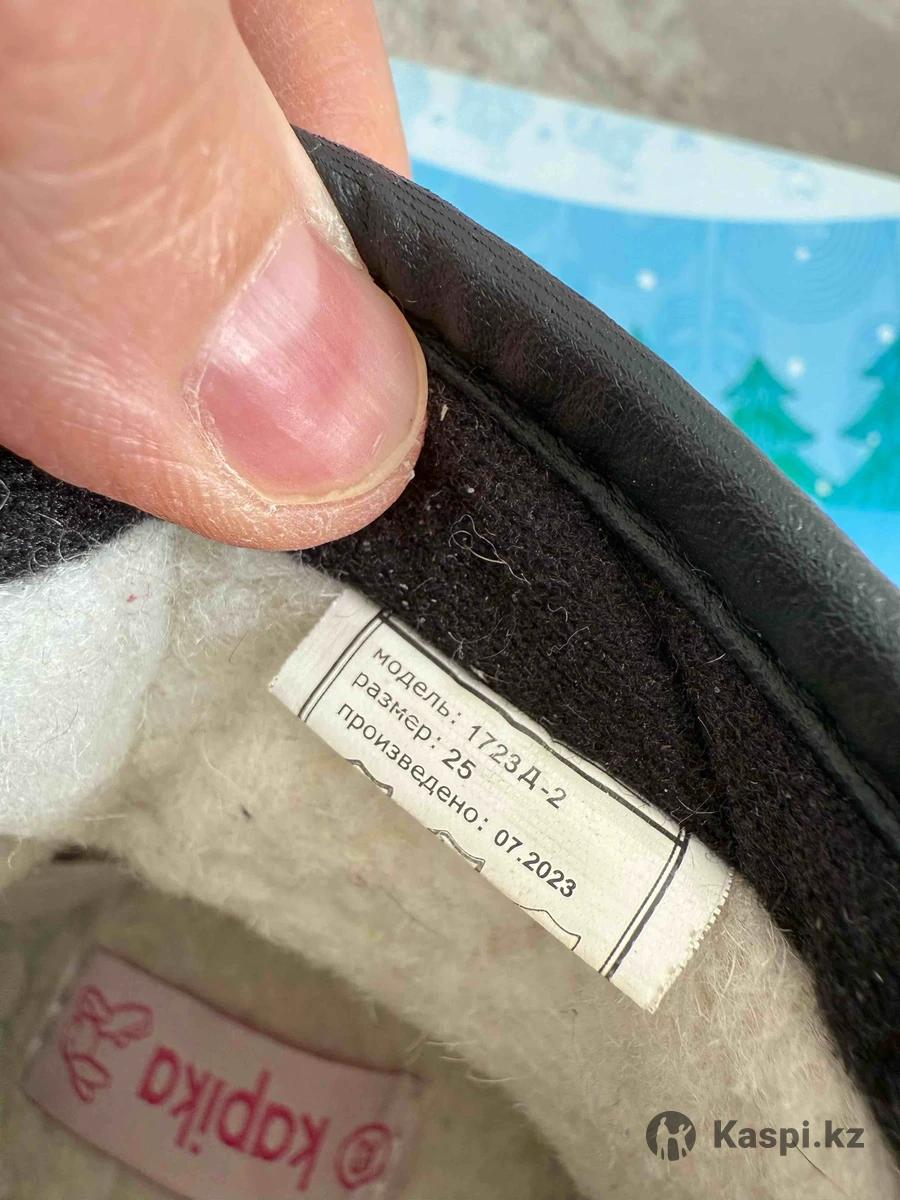 модель: 1723Д-2
размер: 25
произведено: 07.2023
kapika®
Kaspi.kz